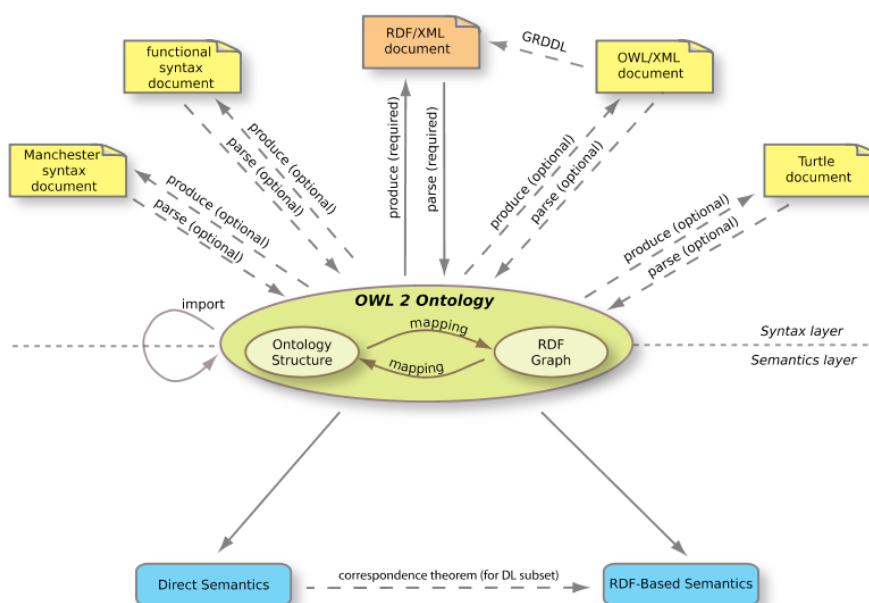 RDF/XML
document
GRDDL
functional
syntax
document
OWL/XML
document
Manchester
syntax
document
Turtle
document
produce (optional)
parse (optional)
produce (optional)
parse (optional)
produce (required)
parse (required)
produce (optional)
parse (optional)
produce (optional)
parse (optional)
import
OWL 2 Ontology
mapping
Ontology
Structure
RDF
Graph
mapping
Syntax layer
Semantics layer
Direct Semantics
correspondence theorem (for DL subset)
RDF-Based Semantics